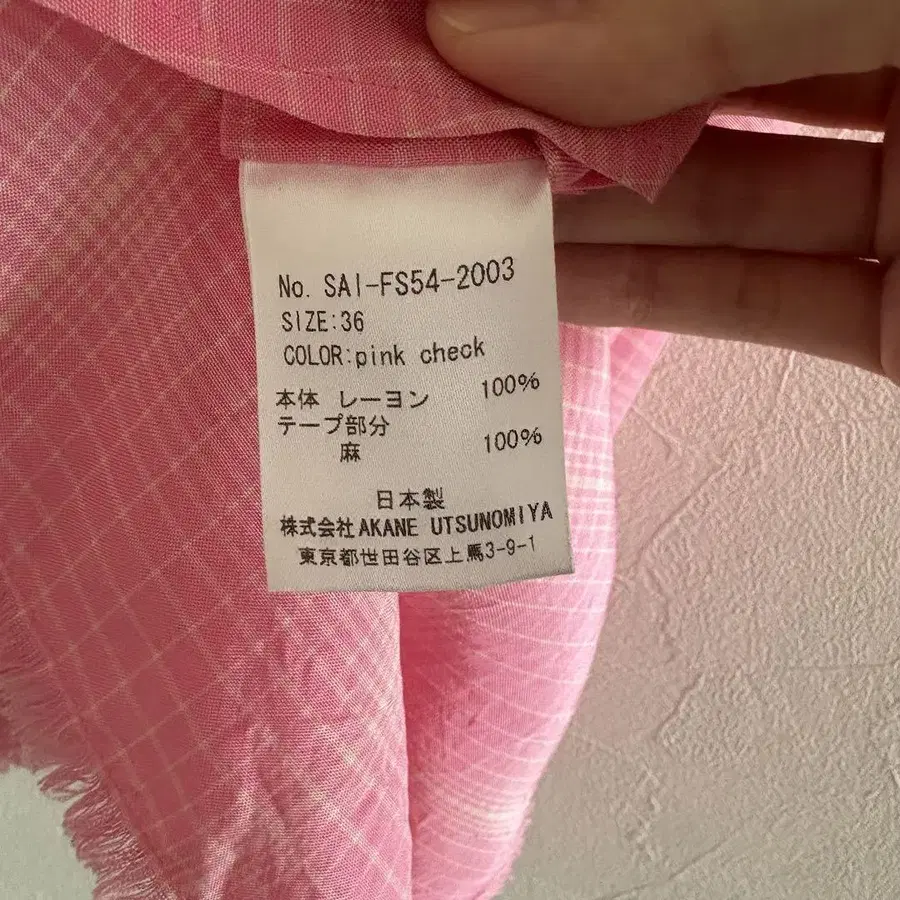 No. SAI-FS54-2003
SIZE:36
COLOR:pink check
本体 レーヨン 100%
テープ部分
麻 100%
日本製
株式会社AKANE UTSUNOMIYA
東京都世田谷区上馬3-9-1